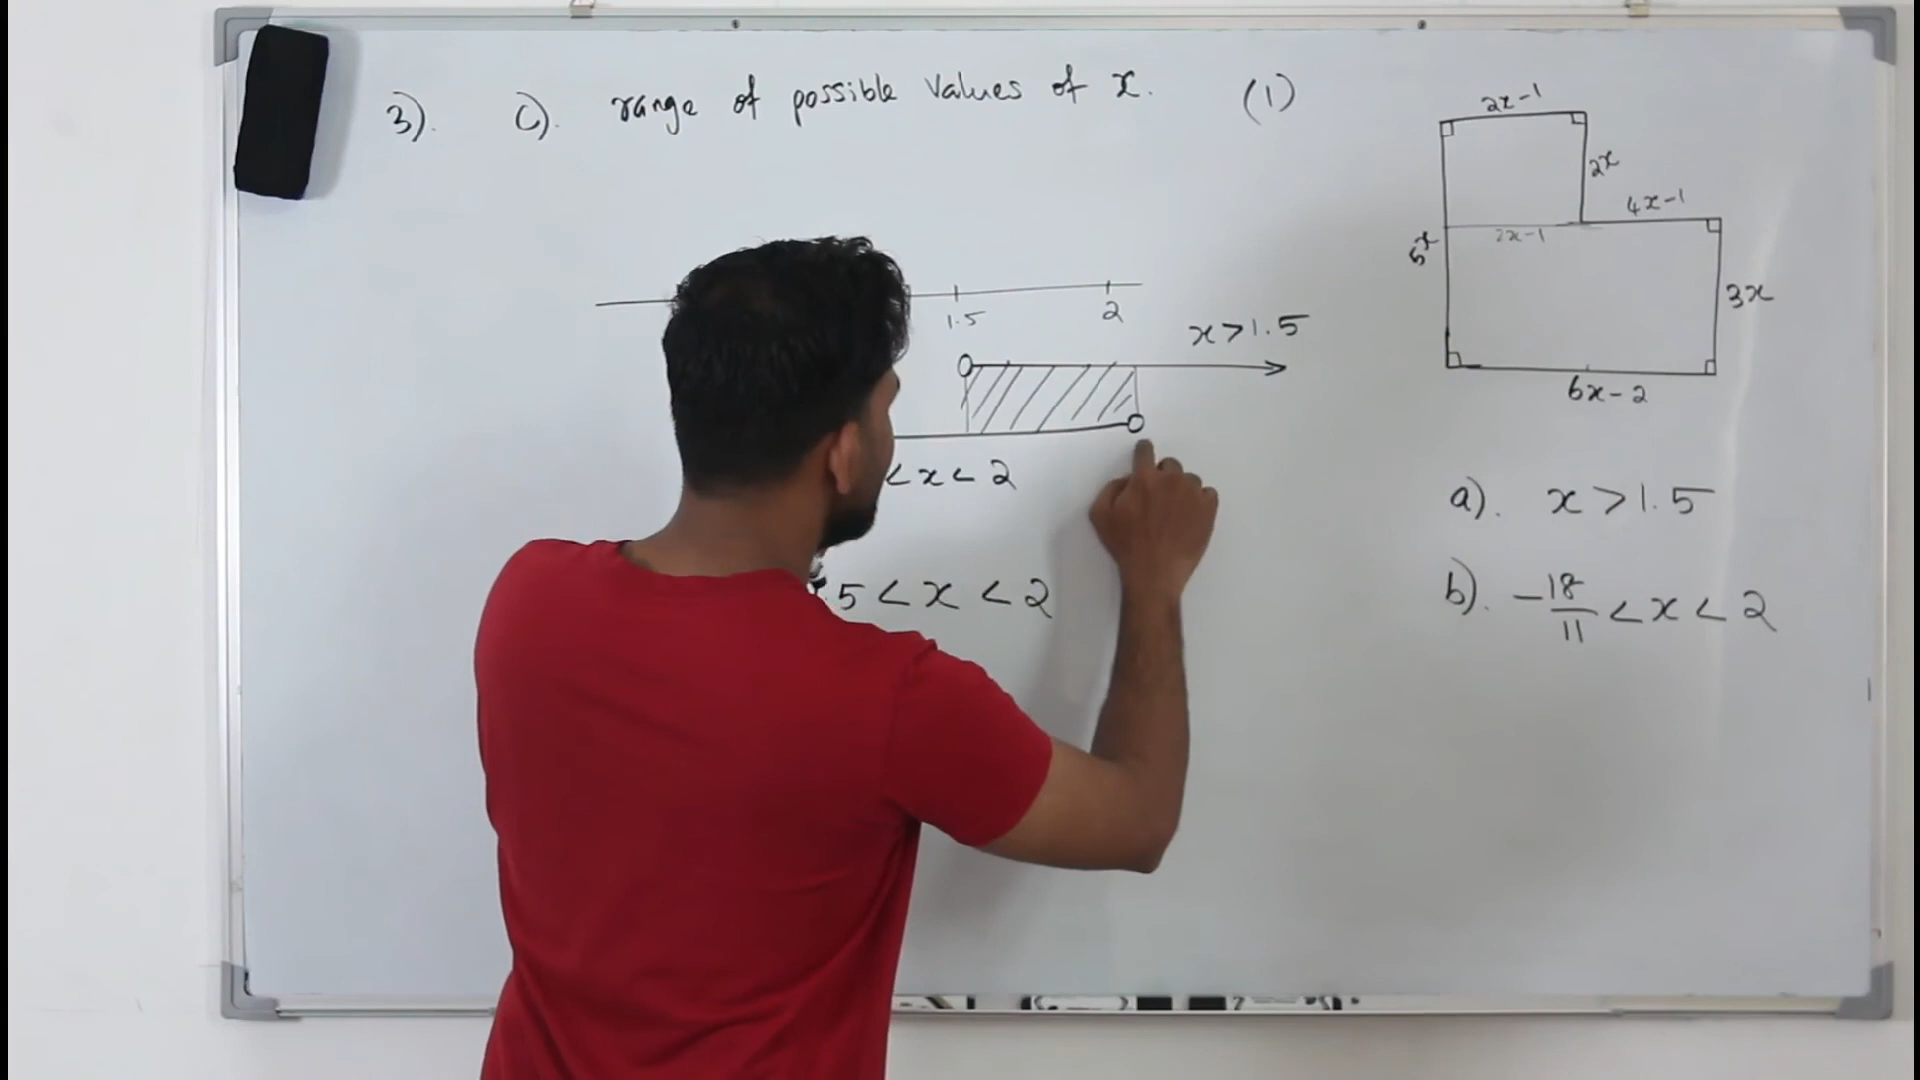 3). C). range of possible values of x. (1)
2x-1
2x
4x-1
2x-1
5x
3x
6x-2
1.5 2
x>1.5
<x<2
.5<x<2
a). x>1.5
b). -18/11<x<2